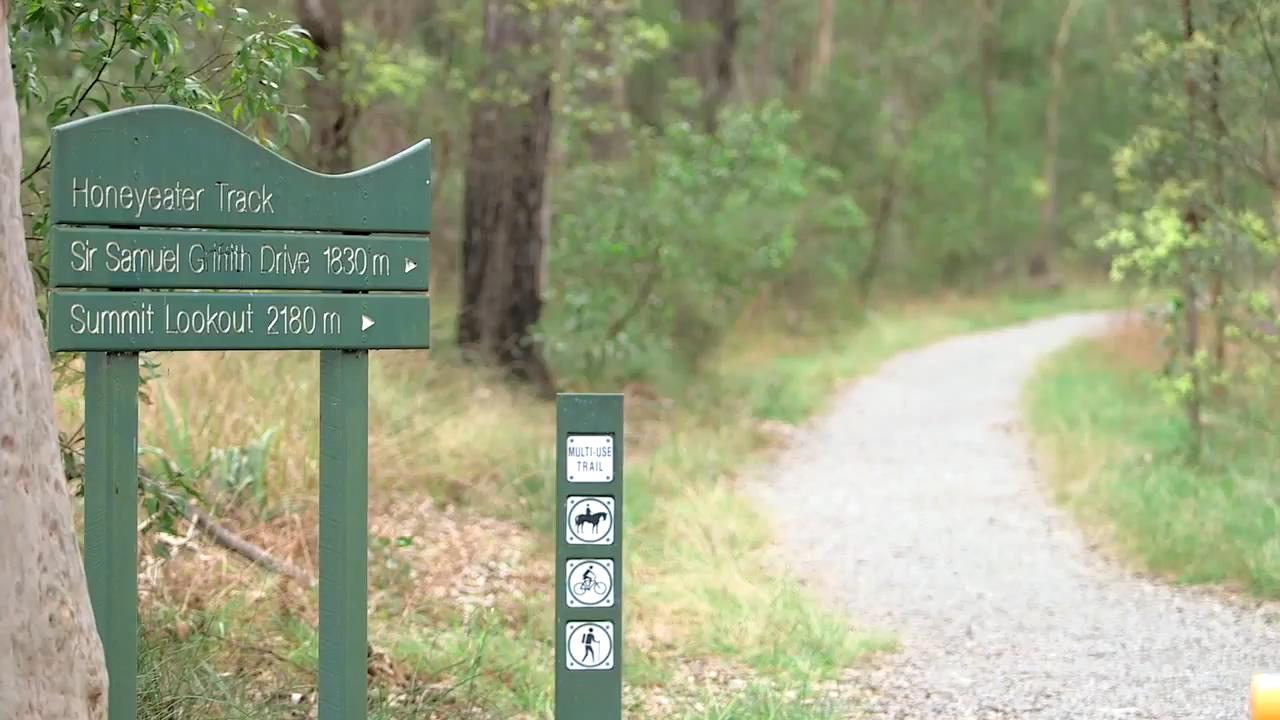 Honeyeater Track
Sir Samuel Griffith Drive 1830 m
Summit Lookout 2180 m
MULTI-USE
TRAIL